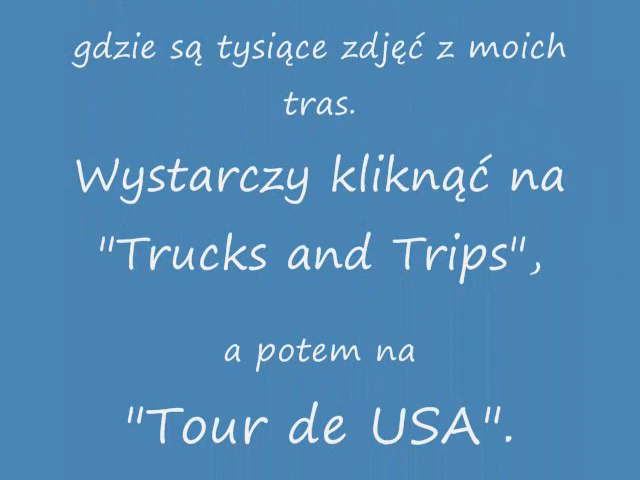 gdzie są tysiące zdjęć z moich
tras.
Wystarczy kliknąć na
"Trucks and Trips",
a potem na
"Tour de USA".